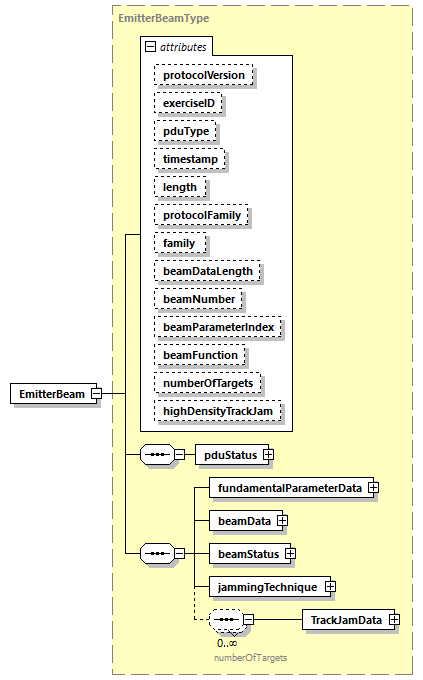 EmitterBeamType
attributes
protocolVersion
exerciseID
pduType
timestamp
length
protocolFamily
family
beamDataLength
beamNumber
beamParameterIndex
beamFunction
numberOfTargets
highDensityTrackJam
EmitterBeam
pduStatus
fundamentalParameterData
beamData
beamStatus
jammingTechnique
TrackJamData
0..∞
numberOfTargets